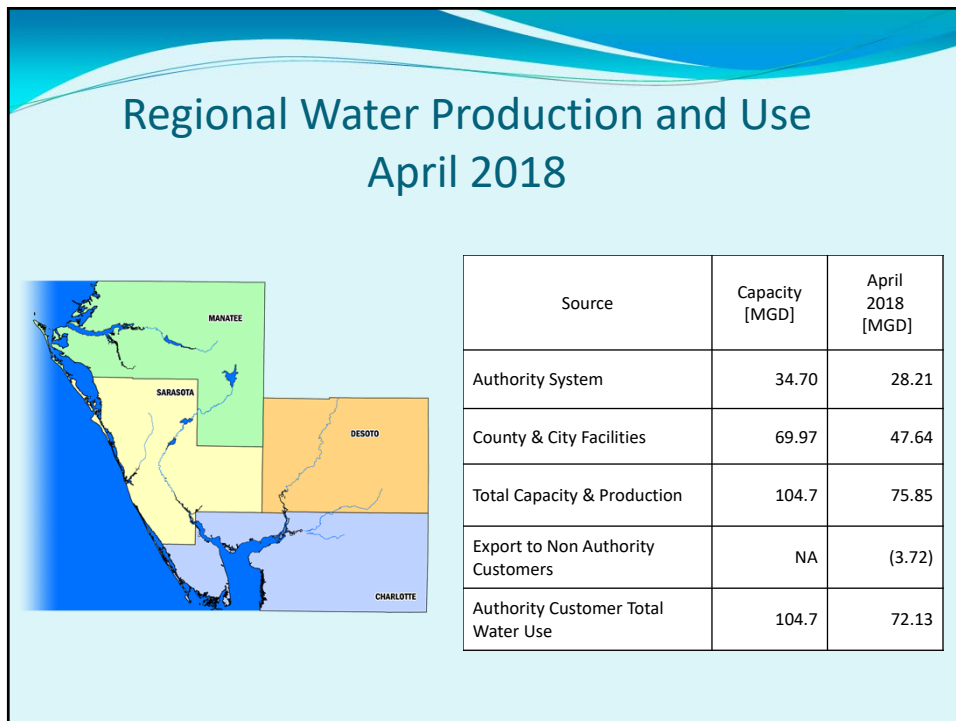 Regional Water Production and Use
April 2018
MANATEE
SARASOTA
DESOTO
CHARLOTTE
Source
Capacity
[MGD]
April
2018
[MGD]
Authority System
34.70
28.21
County & City Facilities
69.97
47.64
Total Capacity & Production
104.7
75.85
Export to Non Authority
Customers
NA
(3.72)
Authority Customer Total
Water Use
104.7
72.13